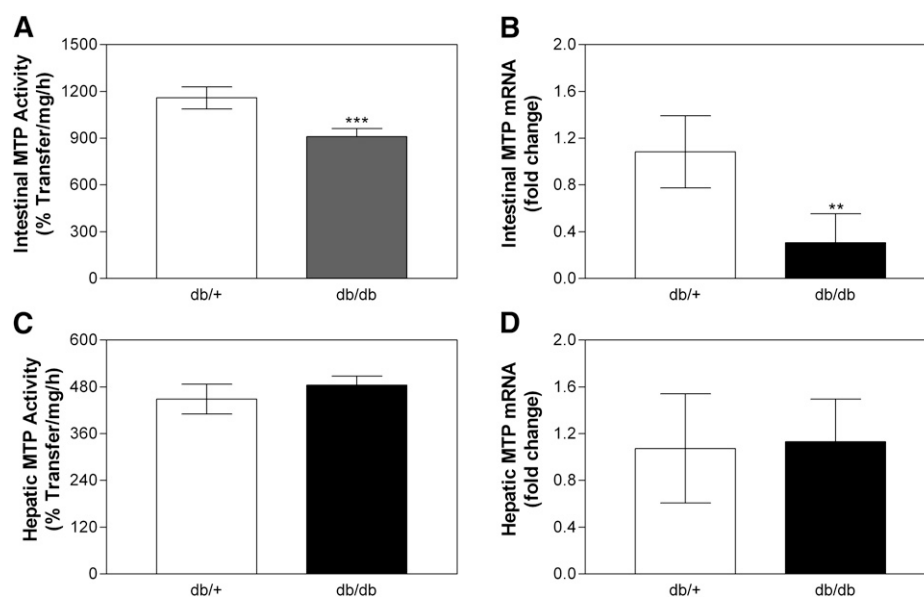 A
Intestinal MTP Activity
(% Transfer/mg/h)
1500
1200
900
600
300
0
***
db/+
db/db
B
Intestinal MTP mRNA
(fold change)
2.0
1.6
1.2
0.8
0.4
0.0
**
db/+
db/db
C
Hepatic MTP Activity
(% Transfer/mg/h)
600
480
360
240
120
0
db/+
db/db
D
Hepatic MTP mRNA
(fold change)
2.0
1.6
1.2
0.8
0.4
0.0
db/+
db/db